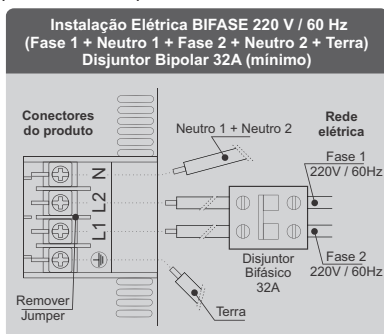 Instalação Elétrica BIFASE 220 V / 60 Hz
(Fase 1 + Neutro 1 + Fase 2 + Neutro 2 + Terra)
Disjuntor Bipolar 32A (mínimo)
Conectores
do produto
Neutro 1 + Neutro 2
Rede
elétrica
Fase 1
220V / 60Hz
N
L2
L1
Fase 2
220V / 60Hz
Disjuntor
Bifásico
32A
Remover
Jumper
Terra